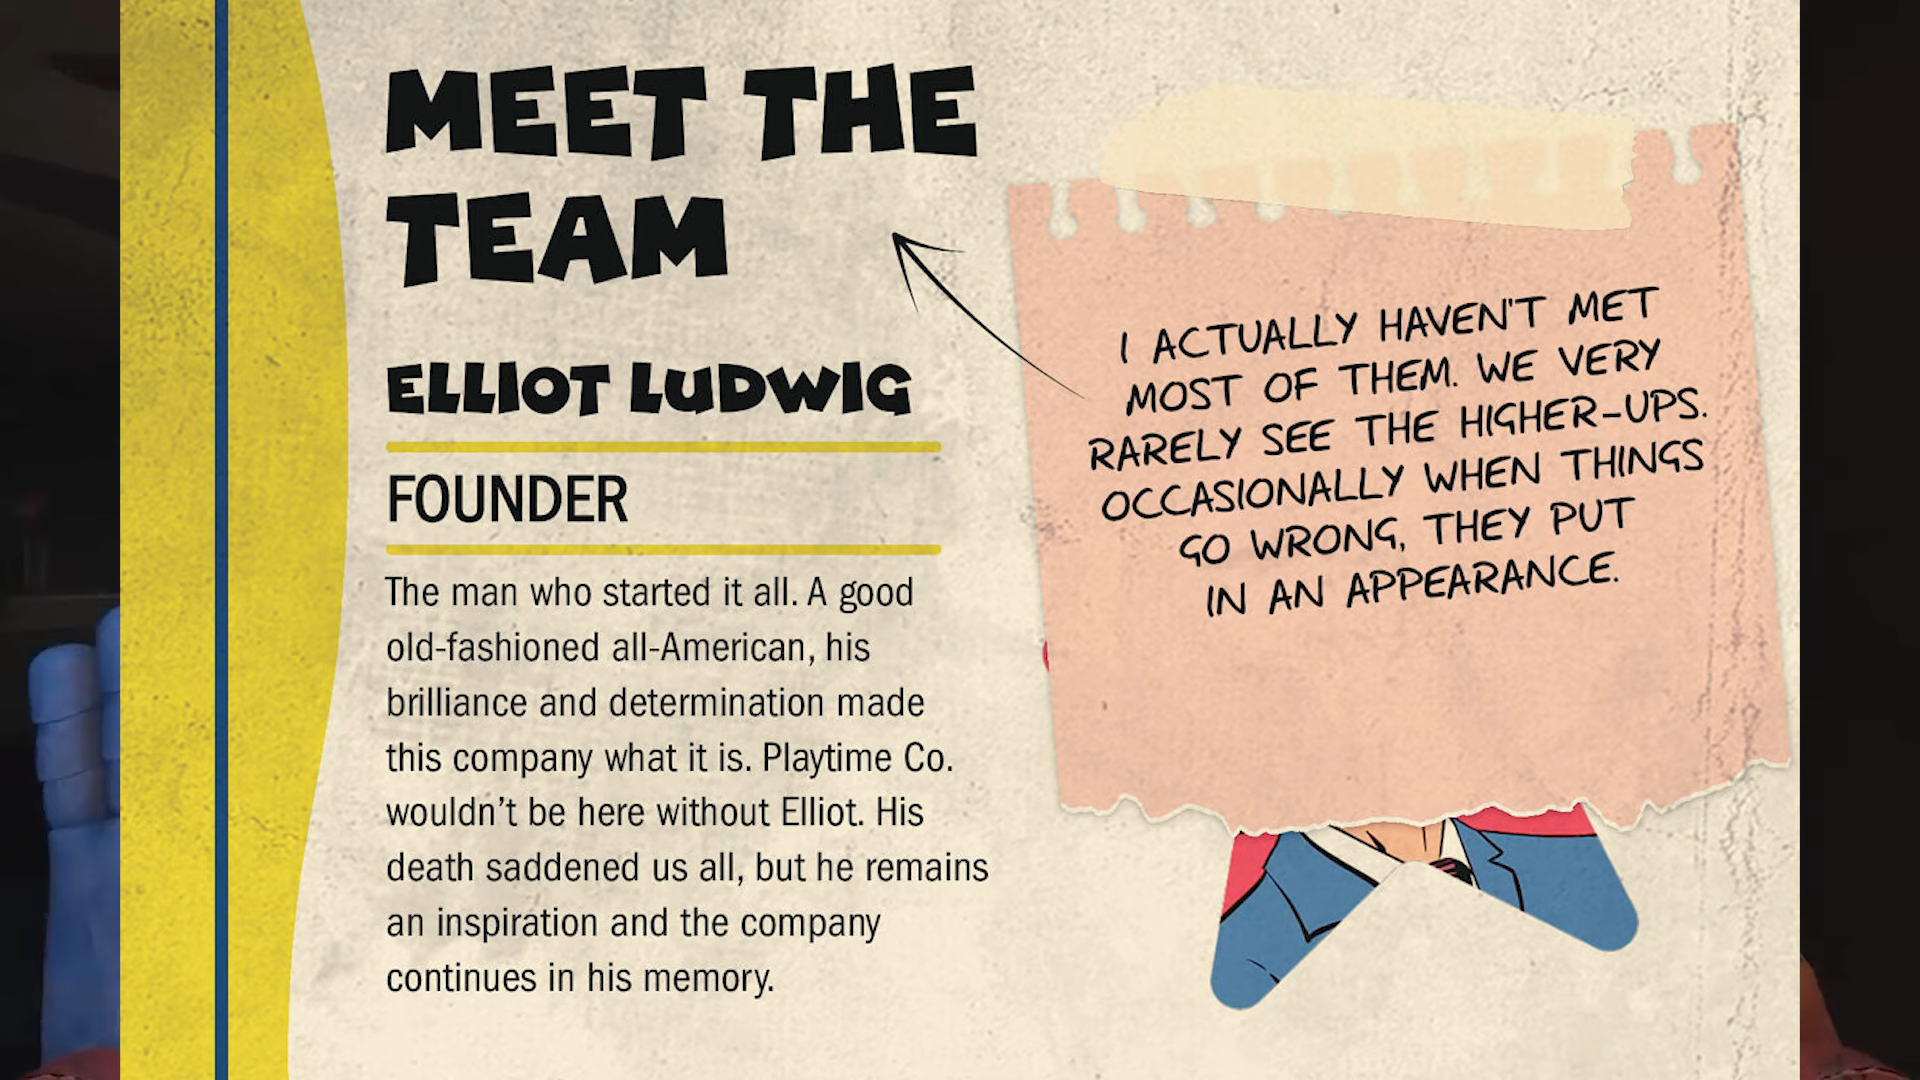 MEET THE
TEAM
ELLIOT LUDWIG
FOUNDER
The man who started it all. A good
old-fashioned all-American, his
brilliance and determination made
this company what it is. Playtime Co.
wouldn't be here without Elliot. His
death saddened us all, but he remains
an inspiration and the company
continues in his memory.
I ACTUALLY HAVEN'T MET
MOST OF THEM. WE VERY
RARELY SEE THE HIGHER-UPS.
OCCASIONALLY WHEN THINGS
GO WRONG, THEY PUT
IN AN APPEARANCE.